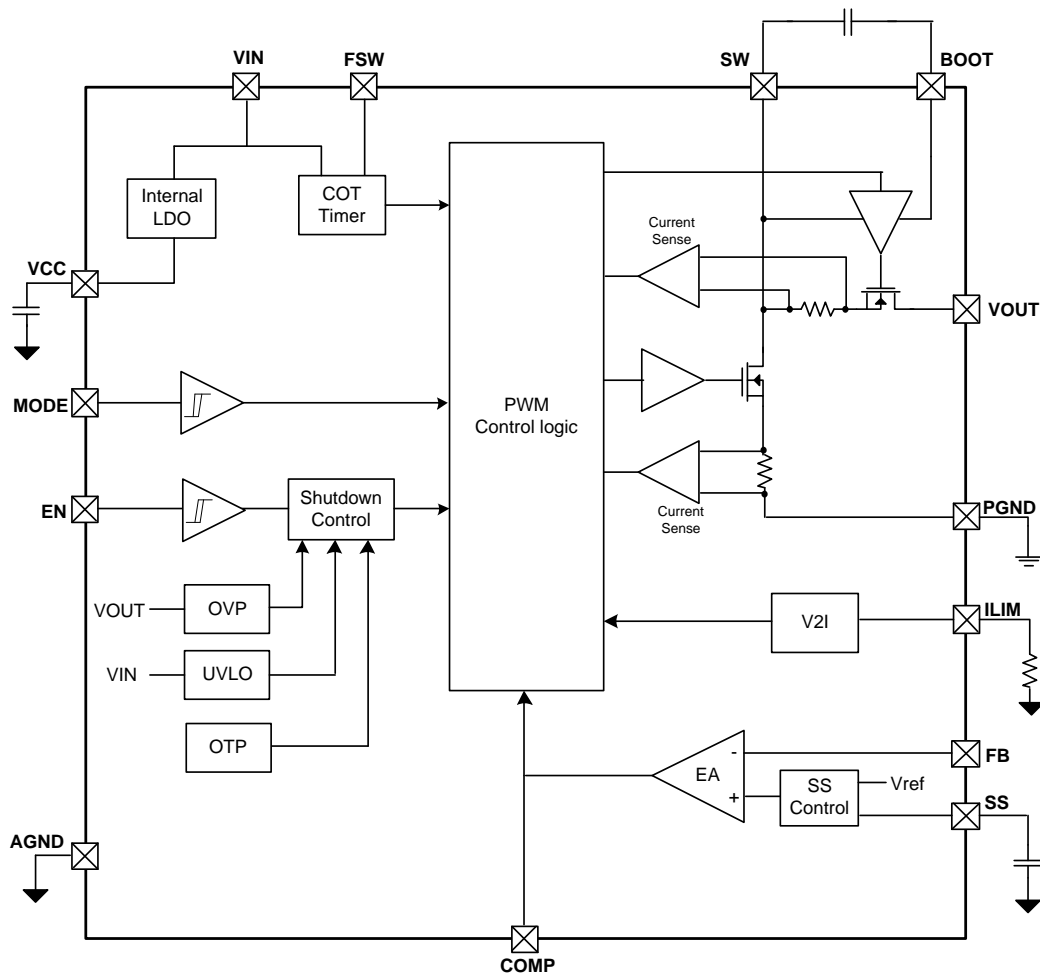 VIN
FSW
SW
BOOT
Internal
LDO
COT
Timer
Current
Sense
VCC
VOUT
MODE
PWM
Control logic
EN
Shutdown
Control
Current
Sense
PGND
VOUT
OVP
V2I
ILIM
VIN
UVLO
OTP
-
EA
+
FB
SS
Control
Vref
SS
AGND
COMP